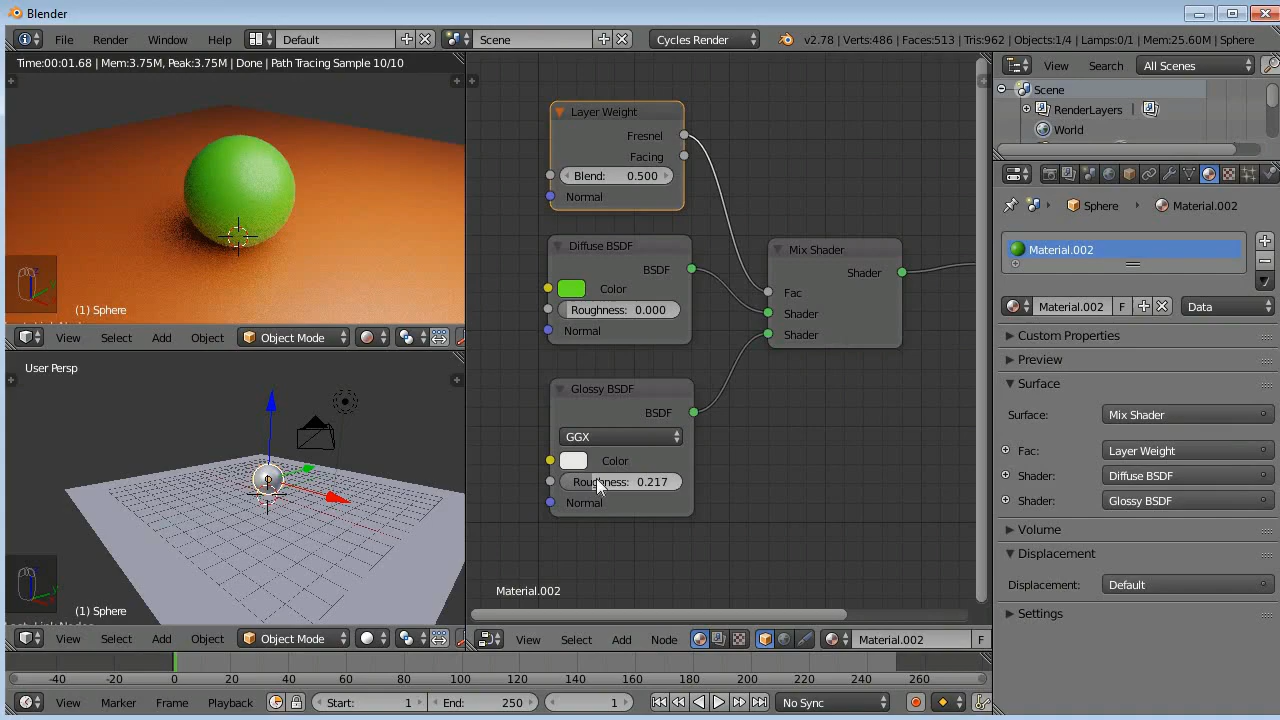 Blender
File Render Window Help Default Scene Cycles Render v2.78 | Verts:486 | Faces:513 | Tris:962 | Objects:1/4 | Lamps:0/1 | Mem:25.60M | Sphere
Time:00:01.68 | Mem:3.75M, Peak:3.75M | Done | Path Tracing Sample 10/10
(1) Sphere
View Select Add Object Object Mode
User Persp
(1) Sphere
View Select Add Object Object Mode
Layer Weight
Fresnel
Facing
Blend: 0.500
Normal
Diffuse BSDF
BSDF
Color
Roughness: 0.000
Normal
Glossy BSDF
BSDF
GGX
Color
Roughness: 0.217
Normal
Mix Shader
Shader
Fac
Shader
Shader
Material.002
View Select Add Node Material.002 F
View Search All Scenes
Scene
RenderLayers
World
Sphere Material.002
Material.002
Material.002 F Data
Custom Properties
Preview
Surface
Surface: Mix Shader
Fac: Layer Weight
Shader: Diffuse BSDF
Shader: Glossy BSDF
Volume
Displacement
Displacement: Default
Settings
-40 -20 0 20 40 60 80 100 120 140 160 180 200 220 240 260
View Marker Frame Playback Start: 1 End: 250 1 No Sync